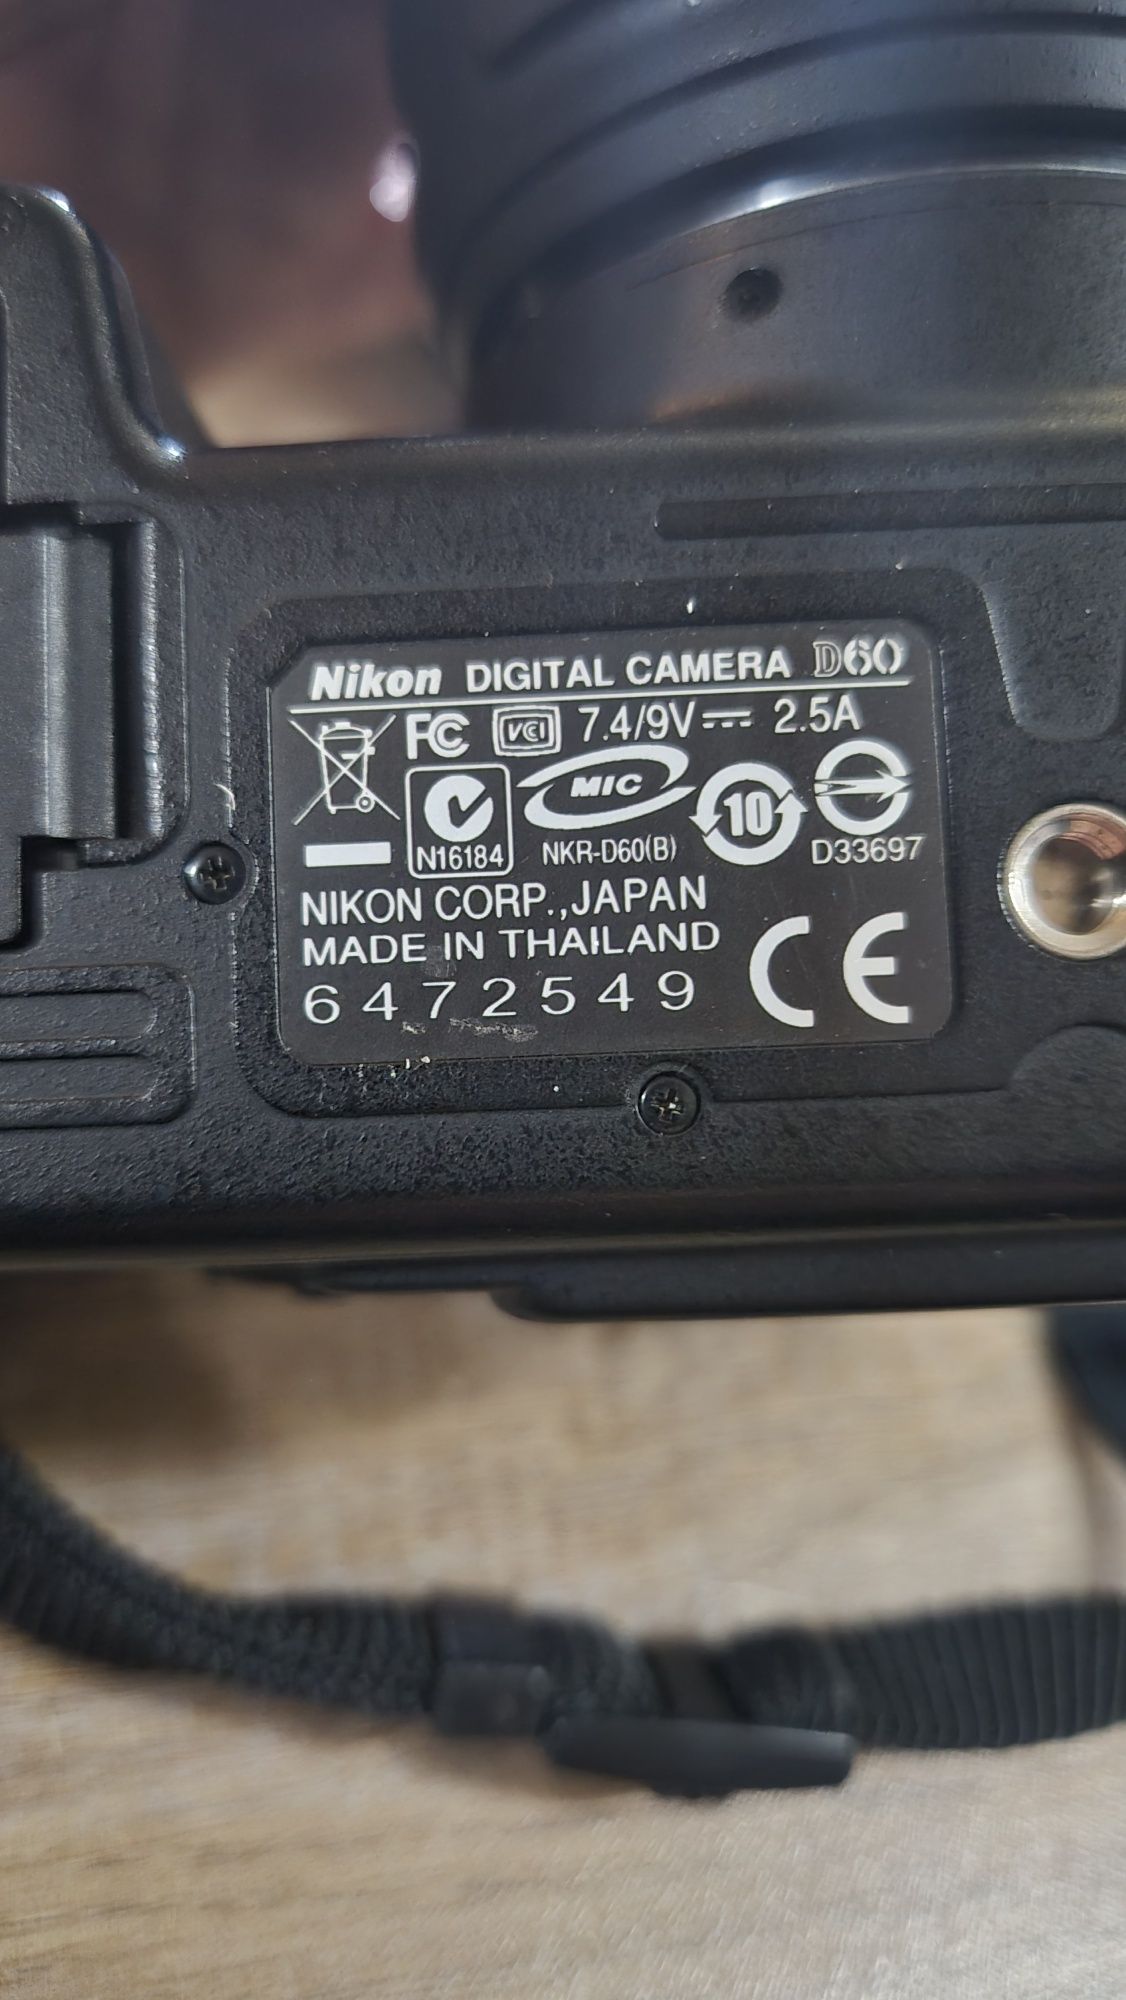 Nikon DIGITAL CAMERA D60
FC VCI 7.4/9V 2.5A
MIC 10
N16184 NKR-D60(B) D33697
NIKON CORP.,JAPAN
MADE IN THAILAND
6472549 CE